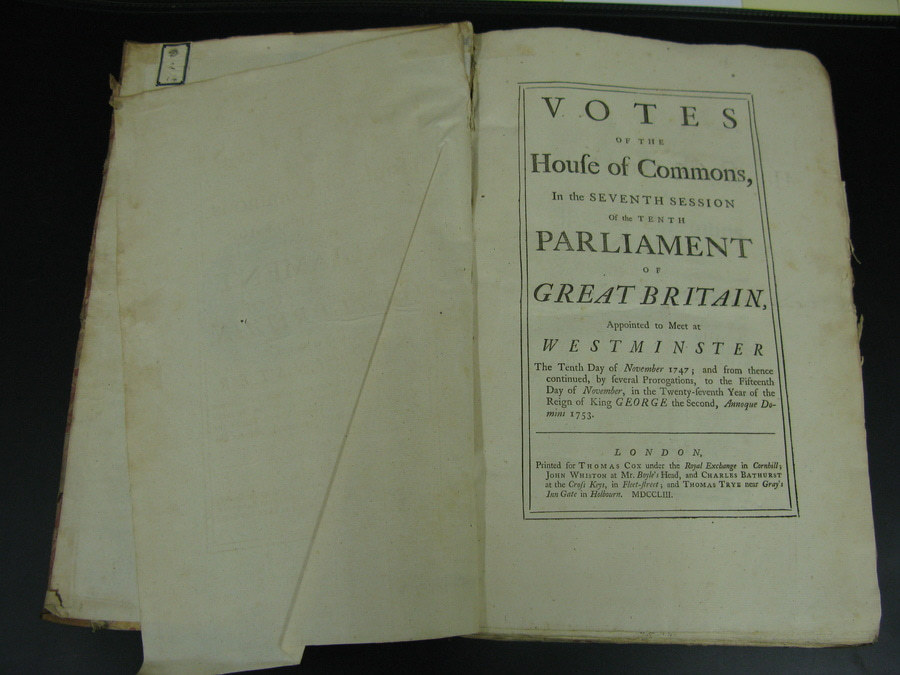 VOTES
OF THE
Houſe of Commons,
In the SEVENTH SESSION
Of the TENTH
PARLIAMENT
OF
GREAT BRITAIN,
Appointed to Meet at
WESTMINSTER
The Tenth Day of November 1747; and from thence
continued, by ſeveral Prorogations, to the Fifteenth
Day of November, in the Twenty-ſeventh Year of the
Reign of King GEORGE the Second, Annoque Do-
mini 1753.
LONDON,
Printed for THOMAS COX under the Royal Exchange in Cornhill;
JOHN WHISTON at Mr. Boyle's Head, and CHARLES BATHURST
at the Croſs Keys, in Fleet-ſtreet; and THOMAS TRYE near Gray's
Inn Gate in Holbourn. MDCCLIII.